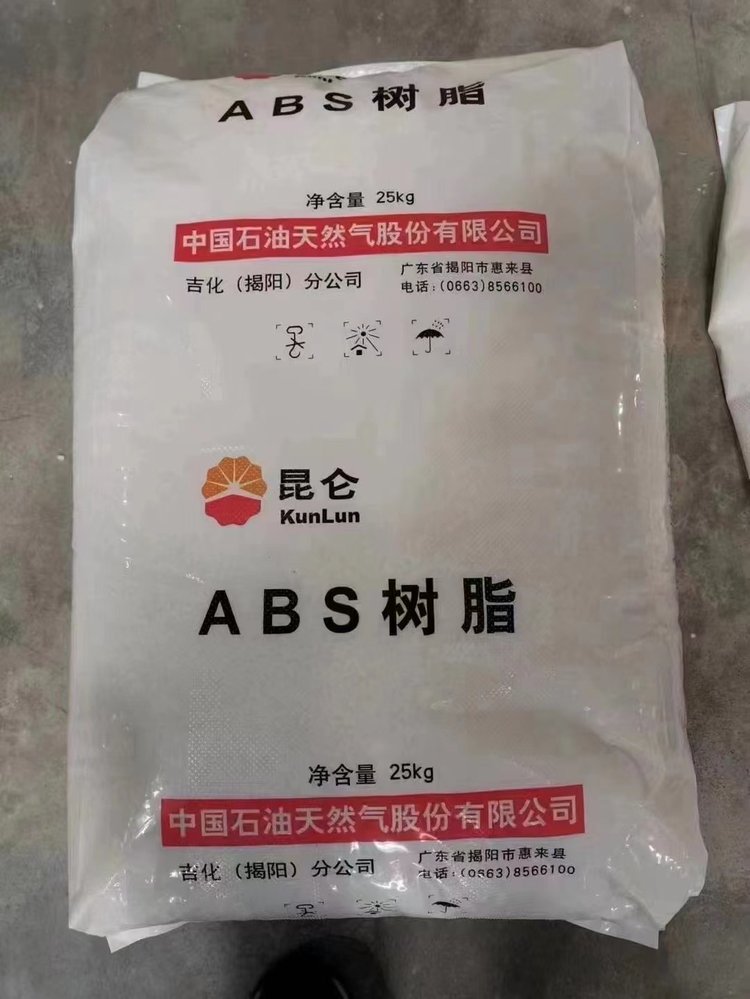 ABS树脂
净含量 25kg
中国石油天然气股份有限公司
吉化（揭阳）分公司
广东省揭阳市惠来县
电话：(0663)8566100
昆仑
KunLun
ABS树脂
净含量 25kg
中国石油天然气股份有限公司
吉化（揭阳）分公司
广东省揭阳市惠来县
电话：(0663)8566100